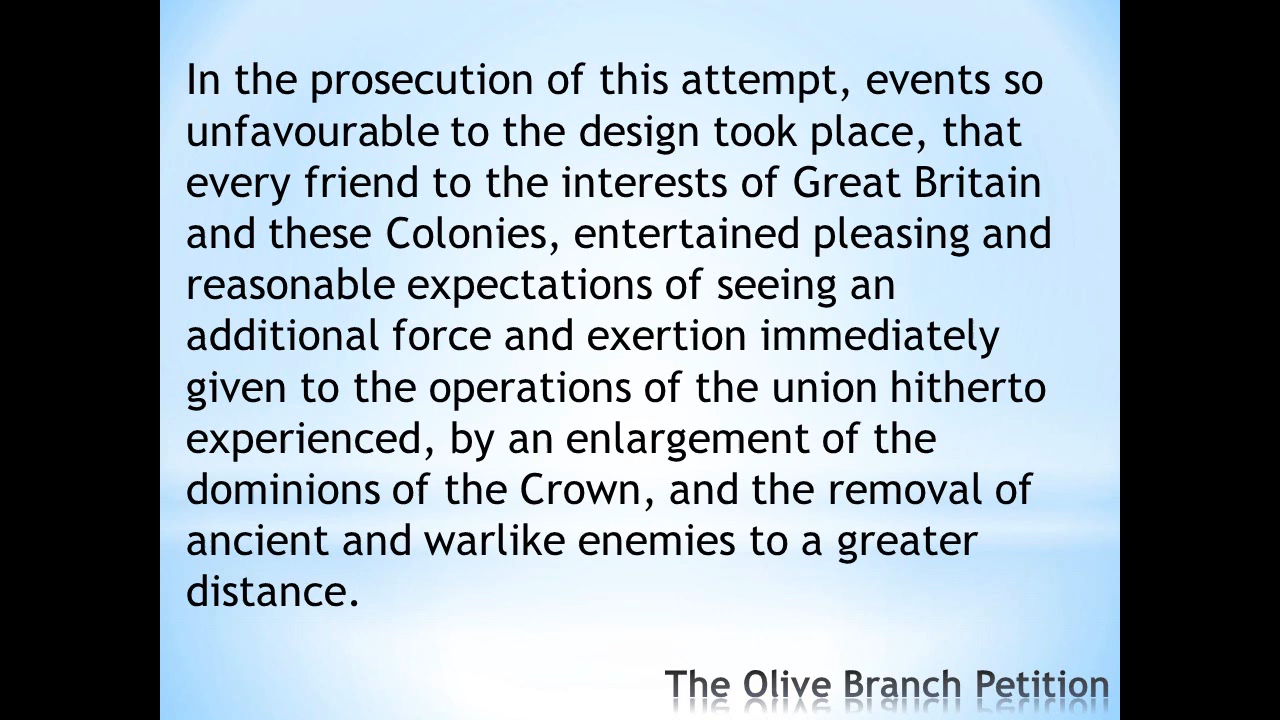 In the prosecution of this attempt, events so
unfavourable to the design took place, that
every friend to the interests of Great Britain
and these Colonies, entertained pleasing and
reasonable expectations of seeing an
additional force and exertion immediately
given to the operations of the union hitherto
experienced, by an enlargement of the
dominions of the Crown, and the removal of
ancient and warlike enemies to a greater
distance.
The Olive Branch Petition